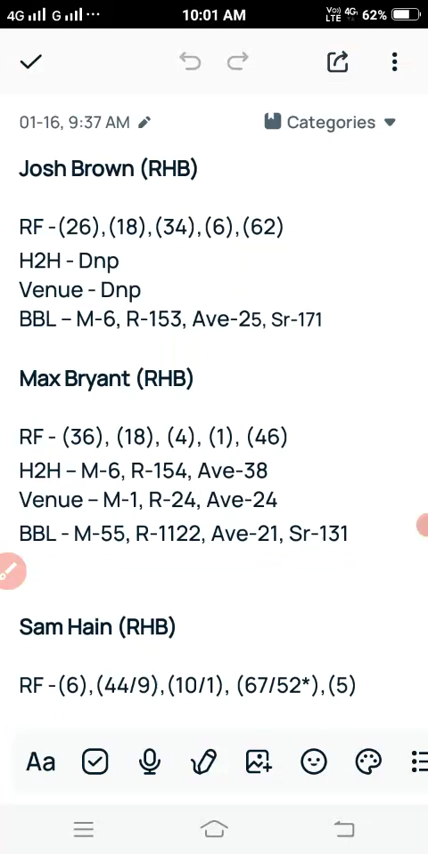 4G G ... 10:01 AM Vo) LTE 4G 62%
01-16, 9:37 AM Categories
Josh Brown (RHB)
RF -(26),(18),(34),(6),(62)
H2H - Dnp
Venue - Dnp
BBL – M-6, R-153, Ave-25, Sr-171
Max Bryant (RHB)
RF - (36), (18), (4), (1), (46)
H2H – M-6, R-154, Ave-38
Venue – M-1, R-24, Ave-24
BBL - M-55, R-1122, Ave-21, Sr-131
Sam Hain (RHB)
RF -(6),(44/9),(10/1), (67/52*),(5)
Aa